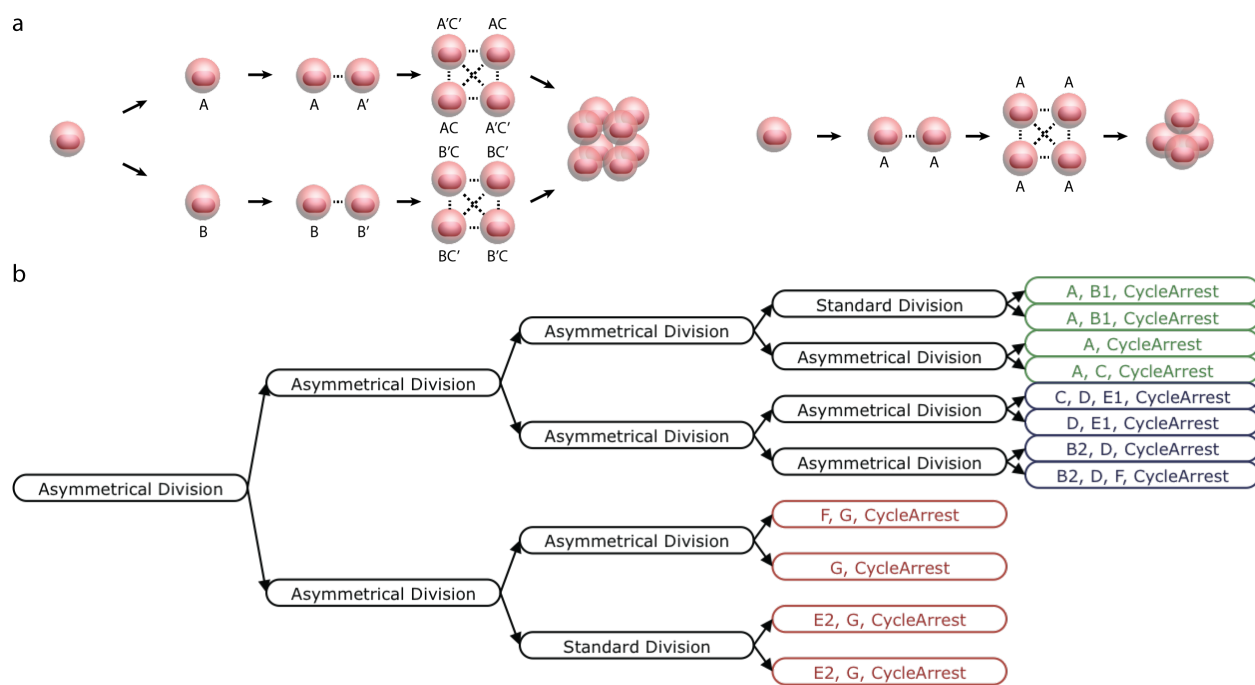 a
A'C' AC
A A A' AC A'C'
B'C BC'
B B B' BC' B'C
A A
A A
A A
b
Standard Division
A, B1, CycleArrest
A, B1, CycleArrest
Asymmetrical Division
Asymmetrical Division
A, CycleArrest
A, C, CycleArrest
Asymmetrical Division
Asymmetrical Division
C, D, E1, CycleArrest
D, E1, CycleArrest
Asymmetrical Division
Asymmetrical Division
B2, D, CycleArrest
B2, D, F, CycleArrest
Asymmetrical Division
Asymmetrical Division
F, G, CycleArrest
G, CycleArrest
Asymmetrical Division
Standard Division
E2, G, CycleArrest
E2, G, CycleArrest